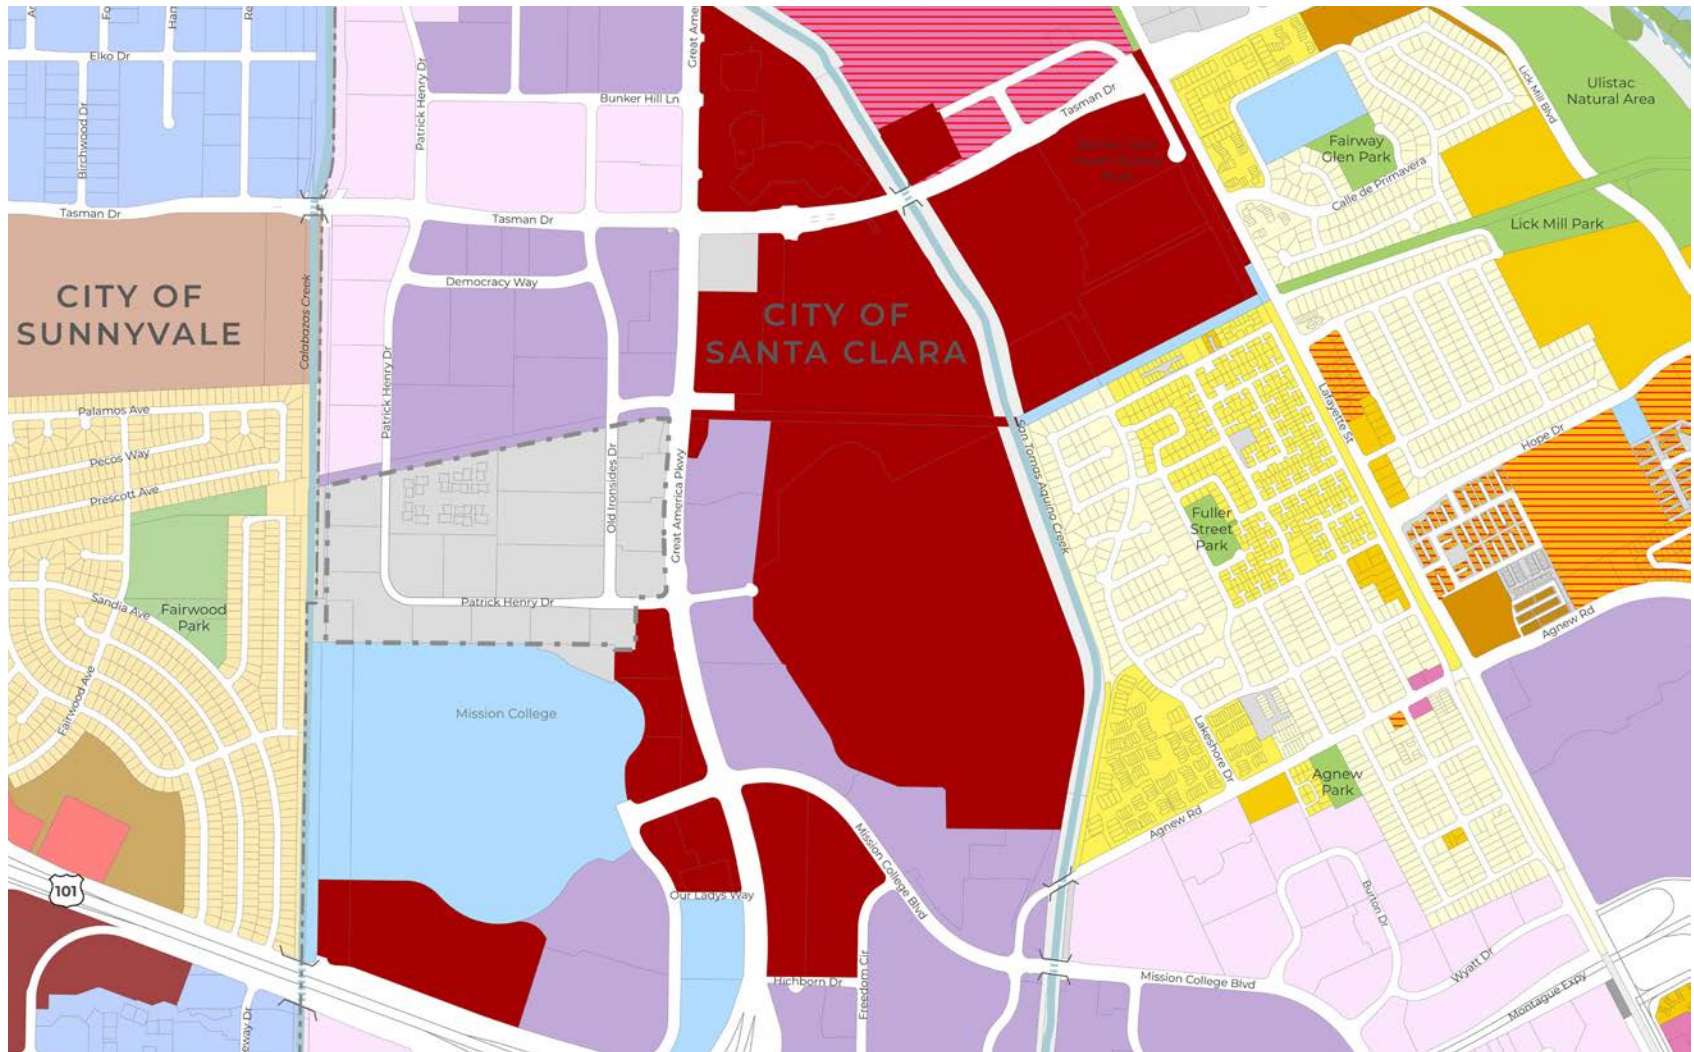 Elko Dr
Birchwood Dr
Tasman Dr
Patrick Henry Dr
Bunker Hill Ln
Great Amer
Tasman Dr
Tasman Dr
Democracy Way
Ulistac
Natural Area
Lick Mill Blvd
Fairway
Glen Park
Calle de Primavera
Lick Mill Park
CITY OF
SUNNYVALE
Calabazas Creek
CITY OF
SANTA CLARA
Patrick Henry Dr
Palamos Ave
Pecos Way
Prescott Ave
Old Ironsides Dr
Great America Pkwy
San Tomas Aquino Creek
Lafayette St
Hope Dr
Fuller
Street
Park
Sandia Ave
Fairwood
Park
Patrick Henry Dr
Agnew Rd
Fairwood Ave
Mission College
Lakeshore Dr
Agnew
Park
Agnew Rd
101
Our Ladys Way
Mission College Blvd
Burton Dr
Hichborn Dr
Freedom Cir
Mission College Blvd
Wyatt Dr
Montague Expy
eway Dr